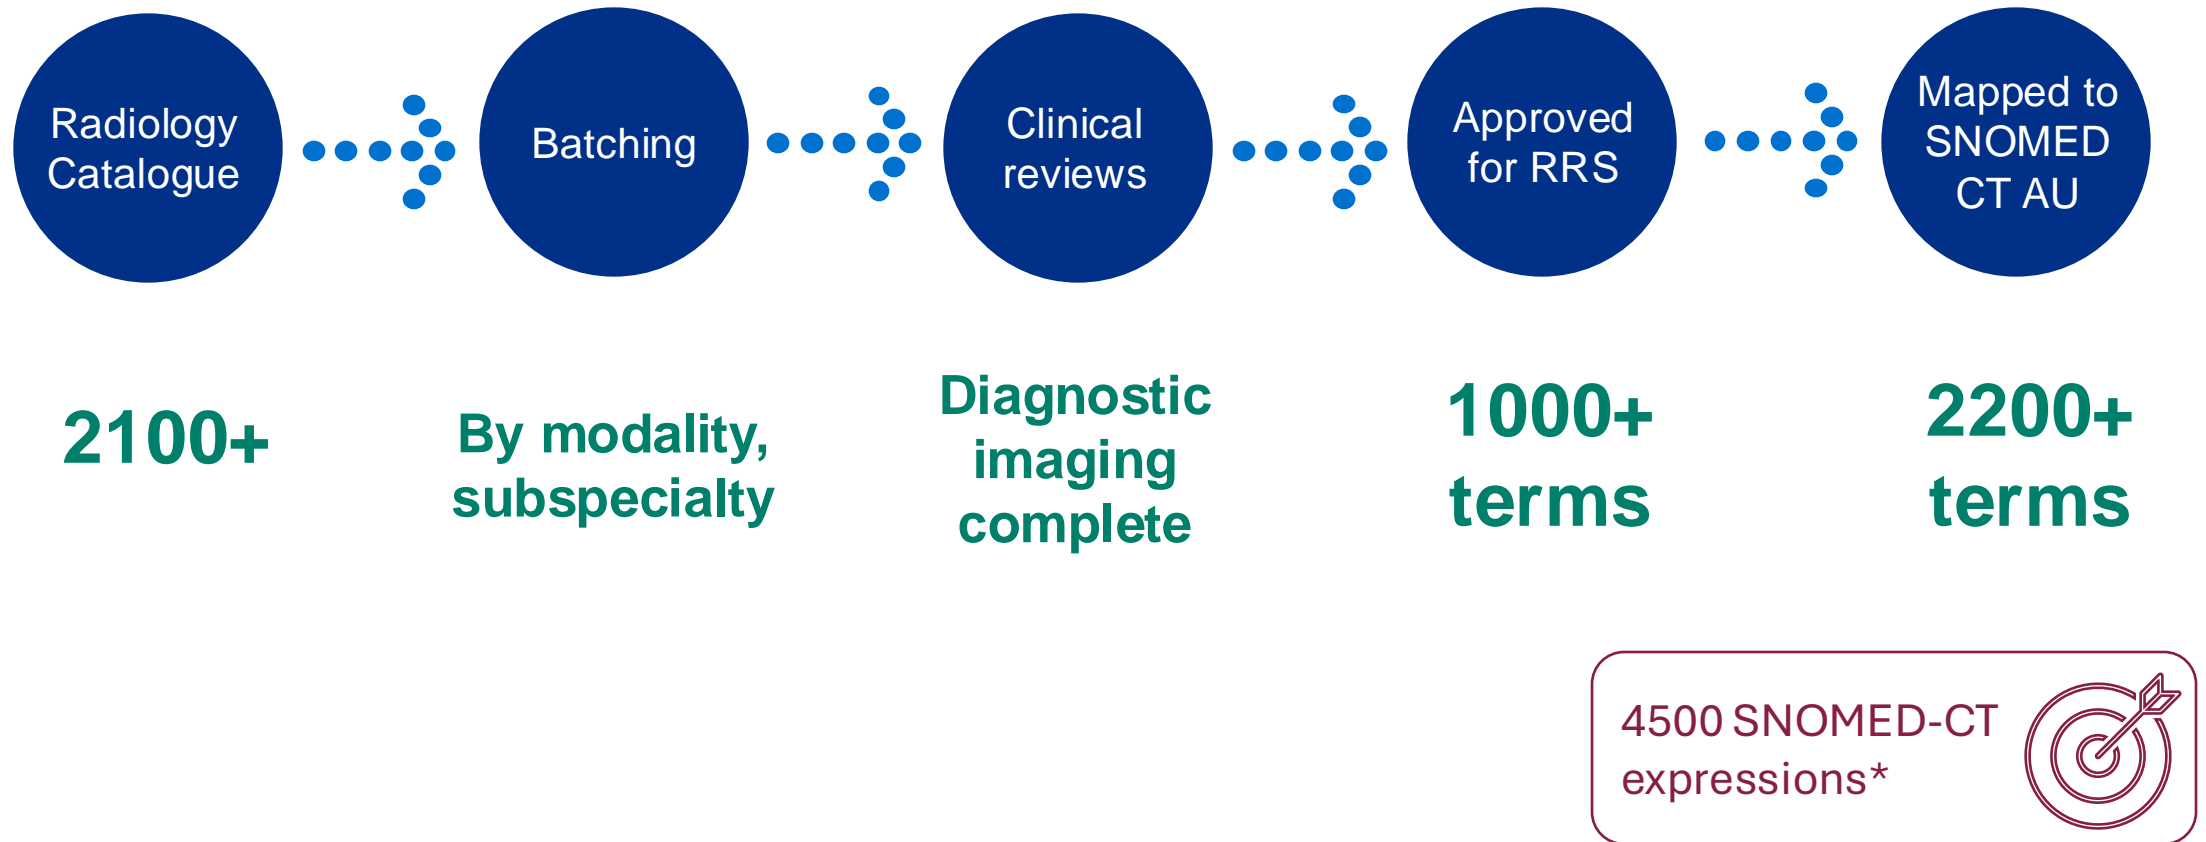 Radiology
Catalogue
Batching
Clinical
reviews
Approved
for RRS
Mapped to
SNOMED
CT AU
2100+
By modality,
subspecialty
Diagnostic
imaging
complete
1000+
terms
2200+
terms
4500 SNOMED-CT
expressions*